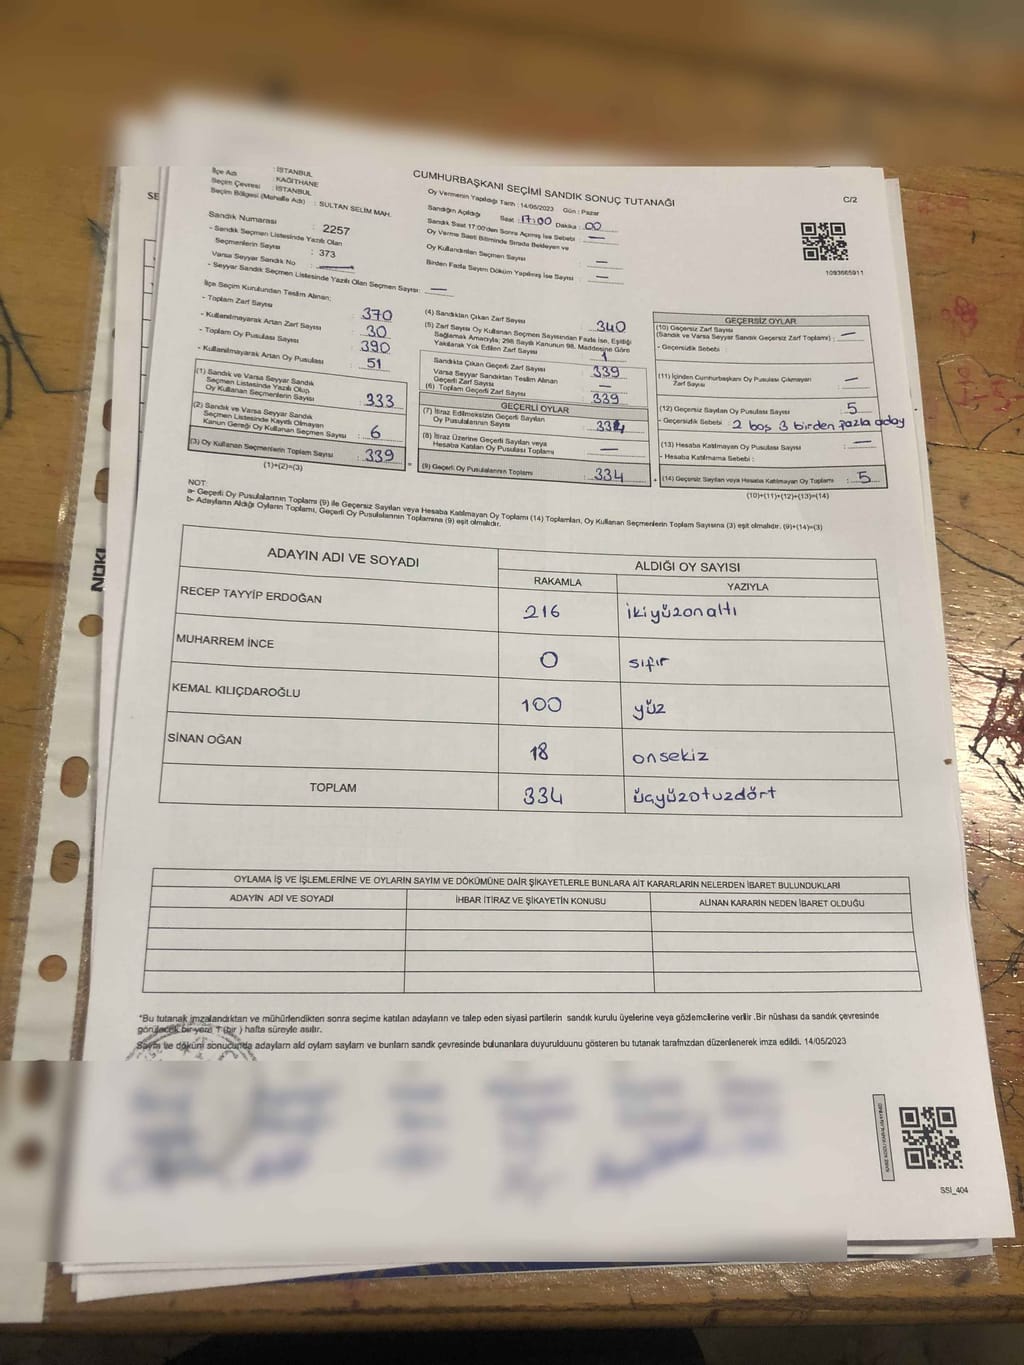 CUMHURBAŞKANI SEÇİMİ SANDIK SONUÇ TUTANAĞI
C/2
: İSTANBUL
İlçe Adı : KAĞITHANE
Seçim Çevresi : İSTANBUL
Seçim Bölgesi (Mahalle Adı) : SULTAN SELİM MAH.
Sandık Numarası : 2257
- Sandık Seçmen Listesinde Yazılı Olan
Seçmenlerin Sayısı : 373
Varsa Seyyar Sandık No :
- Seyyar Sandık Seçmen Listesinde Yazılı Olan Seçmen Sayısı: —
Oy Vermenin Yapıldığı Tarih : 14/05/2023 Gün : Pazar
Sandığın Açıldığı Saat : 17:00 Dakika : 00
Sandık Saat 17:00'den Sonra Açılmış İse Sebebi : —
Oy Verme Saati Bitiminde Sırada Bekleyen ve
Oy Kullandırılan Seçmen Sayısı : —
Birden Fazla Sayım Döküm Yapılmış İse Sayısı : —
1093665911
İlçe Seçim Kurulundan Teslim Alınan;
- Toplam Zarf Sayısı : 370
- Kullanılmayarak Artan Zarf Sayısı : 30
- Toplam Oy Pusulası Sayısı : 390
- Kullanılmayarak Artan Oy Pusulası : 51
(1) Sandık ve Varsa Seyyar Sandık
Seçmen Listesinde Yazılı Olup
Oy Kullanan Seçmenlerin Sayısı : 333
(2) Sandık ve Varsa Seyyar Sandık
Seçmen Listesinde Kayıtlı Olmayan
Kanun Gereği Oy Kullanan Seçmen Sayısı : 6
(3) Oy Kullanan Seçmenlerin Toplam Sayısı : 339
(1)+(2)=(3)
(4) Sandıktan Çıkan Zarf Sayısı : 340
(5) Zarf Sayısı Oy Kullanan Seçmen Sayısından Fazla İse, Eşitliği
Sağlamak Amacıyla; 298 Sayılı Kanunun 98. Maddesine Göre
Yakılarak Yok Edilen Zarf Sayısı : 1
Sandıkta Çıkan Geçerli Zarf Sayısı : 339
Varsa Seyyar Sandıktan Teslim Alınan
Geçerli Zarf Sayısı : —
(6) Toplam Geçerli Zarf Sayısı : 339
GEÇERLİ OYLAR
(7) İtiraz Edilmeksizin Geçerli Sayılan
Oy Pusulalarının Sayısı : 334
(8) İtiraz Üzerine Geçerli Sayılan veya
Hesaba Katılan Oy Pusulası Toplamı : —
= (9) Geçerli Oy Pusulalarının Toplamı : 334
GEÇERSİZ OYLAR
(10) Geçersiz Zarf Sayısı
(Sandık ve Varsa Seyyar Sandık Geçersiz Zarf Toplamı) : —
- Geçersizlik Sebebi :
(11) İçinden Cumhurbaşkanı Oy Pusulası Çıkmayan
Zarf Sayısı : —
(12) Geçersiz Sayılan Oy Pusulası Sayısı : 5
- Geçersizlik Sebebi : 2 boş 3 birden fazla aday
(13) Hesaba Katılmayan Oy Pusulası Sayısı : —
- Hesaba Katılmama Sebebi :
+ (14) Geçersiz Sayılan veya Hesaba Katılmayan Oy Toplamı : 5
(10)+(11)+(12)+(13)=(14)
NOT:
a- Geçerli Oy Pusulalarının Toplamı (9) ile Geçersiz Sayılan veya Hesaba Katılmayan Oy Toplamı (14) Toplamları, Oy Kullanan Seçmenlerin Toplam Sayısına (3) eşit olmalıdır. (9)+(14)=(3)
b- Adayların Aldığı Oyların Toplamı, Geçerli Oy Pusulalarının Toplamına (9) eşit olmalıdır.
ADAYIN ADI VE SOYADI ALDIĞI OY SAYISI
RAKAMLA YAZIYLA
RECEP TAYYİP ERDOĞAN 216 ikiyüzonaltı
MUHARREM İNCE 0 sıfır
KEMAL KILIÇDAROĞLU 100 yüz
SİNAN OĞAN 18 onsekiz
TOPLAM 334 üçyüzotuzdört
OYLAMA İŞ VE İŞLEMLERİNE VE OYLARIN SAYIM VE DÖKÜMÜNE DAİR ŞİKAYETLERLE BUNLARA AİT KARARLARIN NELERDEN İBARET BULUNDUKLARI
ADAYIN ADI VE SOYADI İHBAR İTİRAZ VE ŞİKAYETİN KONUSU ALINAN KARARIN NEDEN İBARET OLDUĞU
*Bu tutanak imzalandıktan ve mühürlendikten sonra seçime katılan adayların ve talep eden siyasi partilerin sandık kurulu üyelerine veya gözlemcilerine verilir .Bir nüshası da sandık çevresinde
görülecek bir yere 1 (bir ) hafta süreyle asılır.
Sayım ve döküm sonucunda adayların ald oyların sayların ve bunların sandk çevresinde bulunanlara duyurulduunu gösteren bu tutanak tarafmzdan düzenlenerek imza edildi. 14/05/2023
SSI_404
NOKI
SE